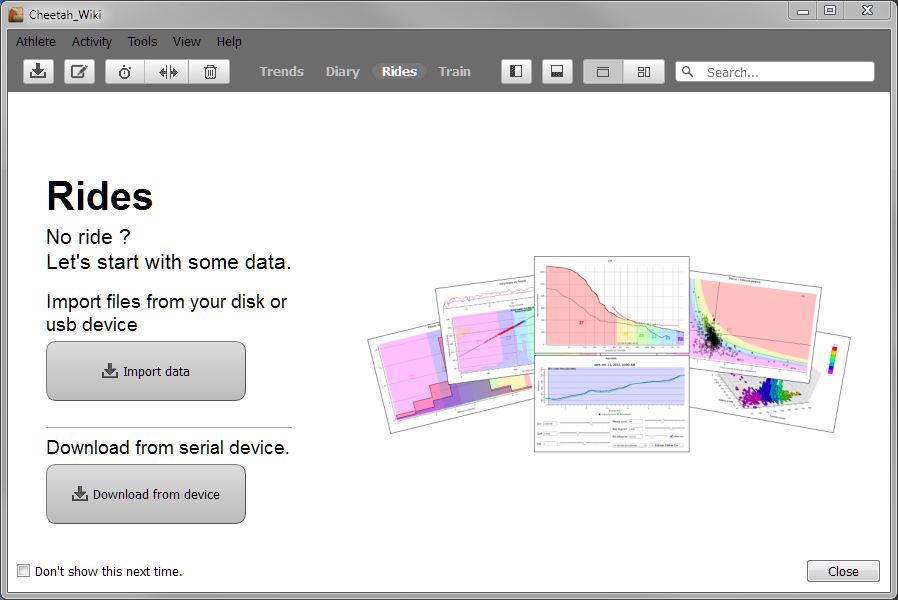 Cheetah_Wiki
Athlete Activity Tools View Help
Trends Diary Rides Train Search...
Rides
No ride ?
Let's start with some data.
Import files from your disk or
usb device
Import data
Download from serial device.
Download from device
Don't show this next time.
Close